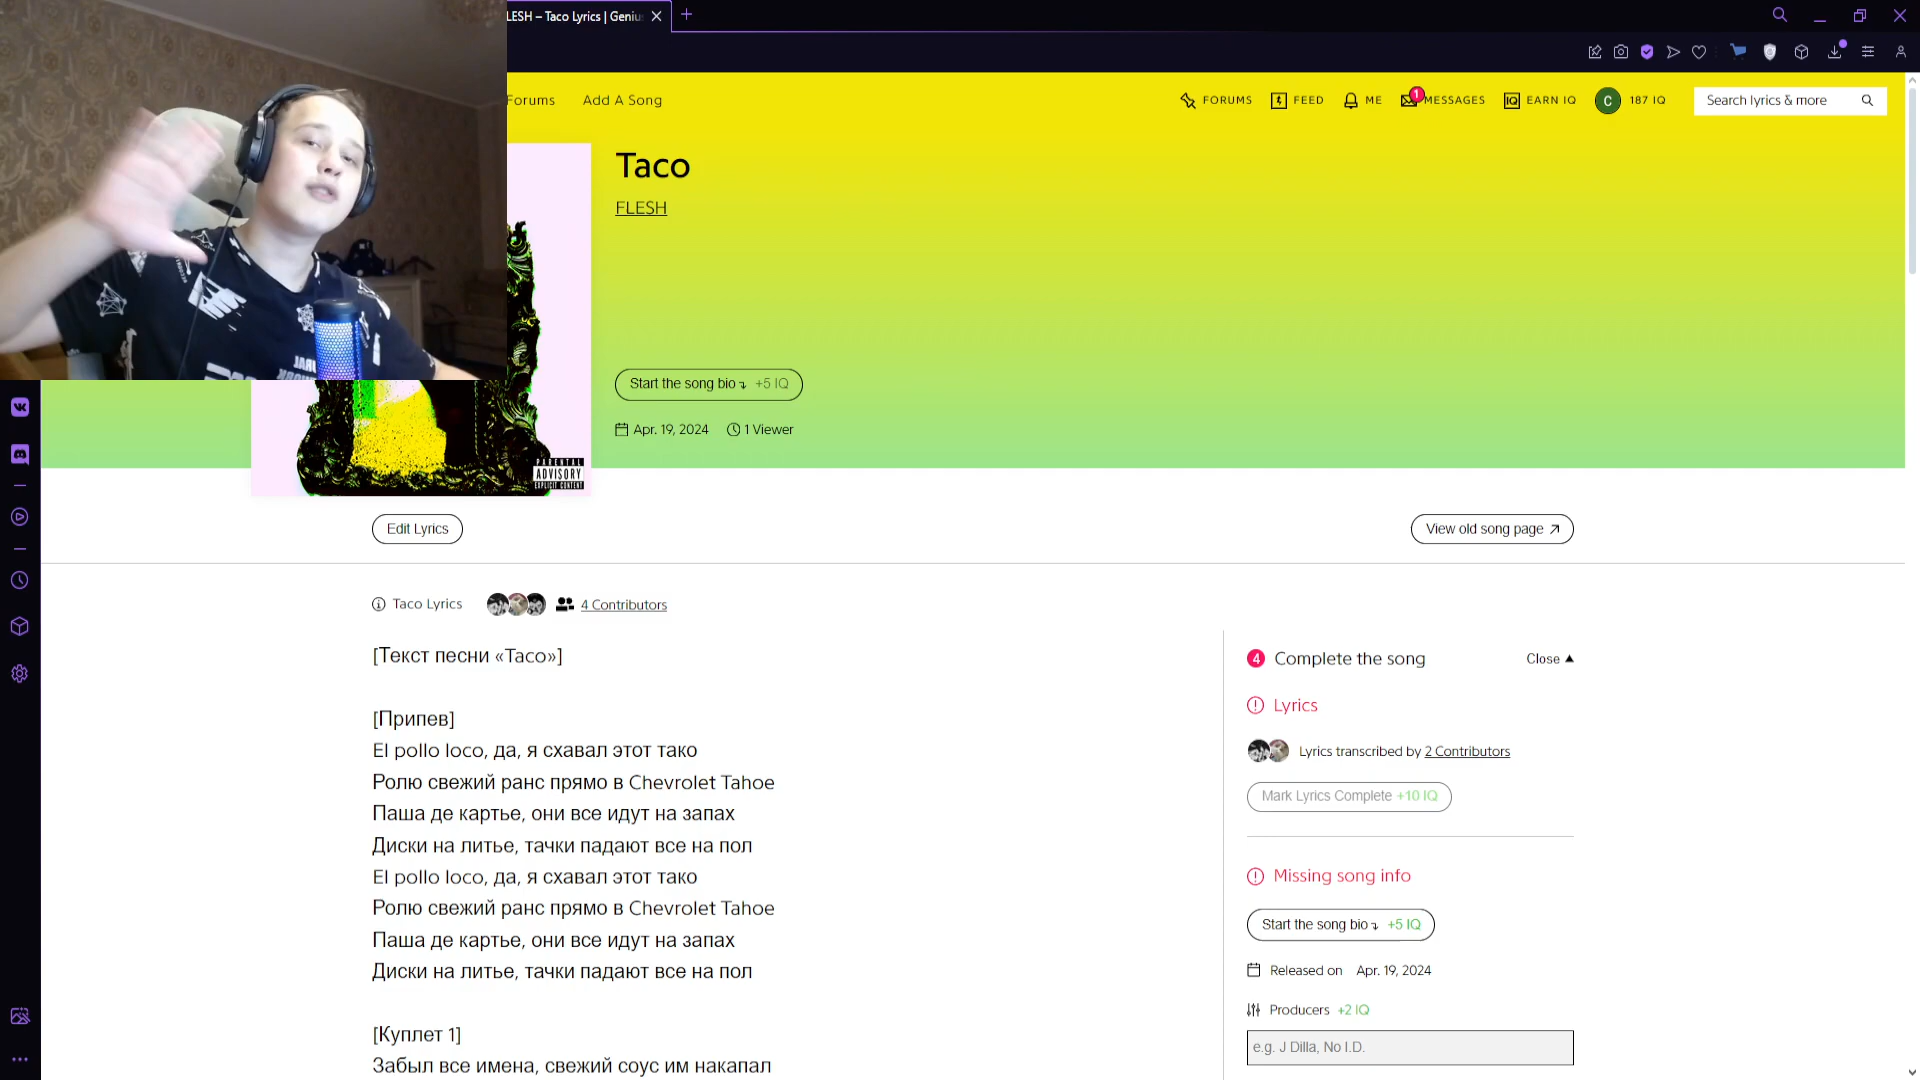 LESH – Taco Lyrics | Geniu
Forums
Add A Song
FORUMS
FEED
ME
1
MESSAGES
EARN IQ
C
187 IQ
Search lyrics & more
Taco
FLESH
Start the song bio +5 IQ
Apr. 19, 2024
1 Viewer
PARENTAL
ADVISORY
EXPLICIT CONTENT
Edit Lyrics
View old song page
Taco Lyrics
4 Contributors
[Текст песни «Taco»]
[Припев]
El pollo loco, да, я схавал этот тако
Ролю свежий ранс прямо в Chevrolet Tahoe
Паша де картье, они все идут на запах
Диски на литье, тачки падают все на пол
El pollo loco, да, я схавал этот тако
Ролю свежий ранс прямо в Chevrolet Tahoe
Паша де картье, они все идут на запах
Диски на литье, тачки падают все на пол
[Куплет 1]
Забыл все имена, свежий соус им накапал
4 Complete the song
Close
Lyrics
Lyrics transcribed by 2 Contributors
Mark Lyrics Complete +10 IQ
Missing song info
Start the song bio +5 IQ
Released on Apr. 19, 2024
Producers +2 IQ
e.g. J Dilla, No I.D.